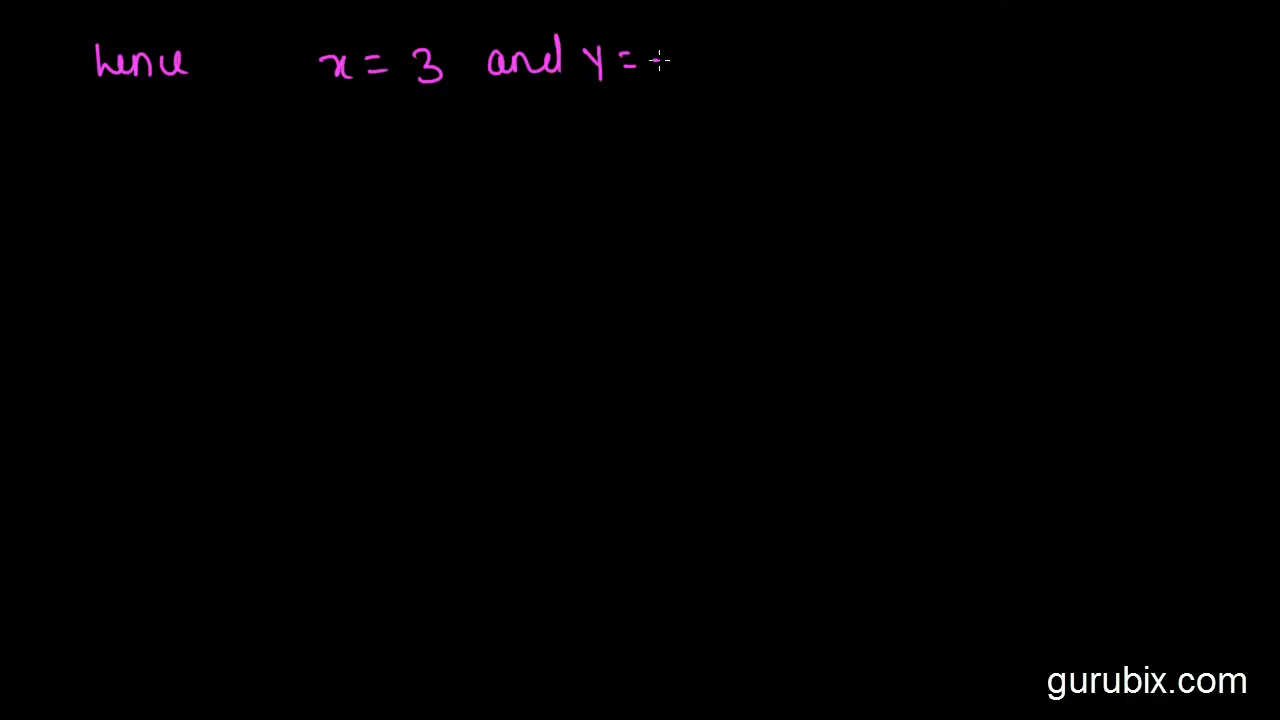 hence x = 3 and y =
gurubix.com